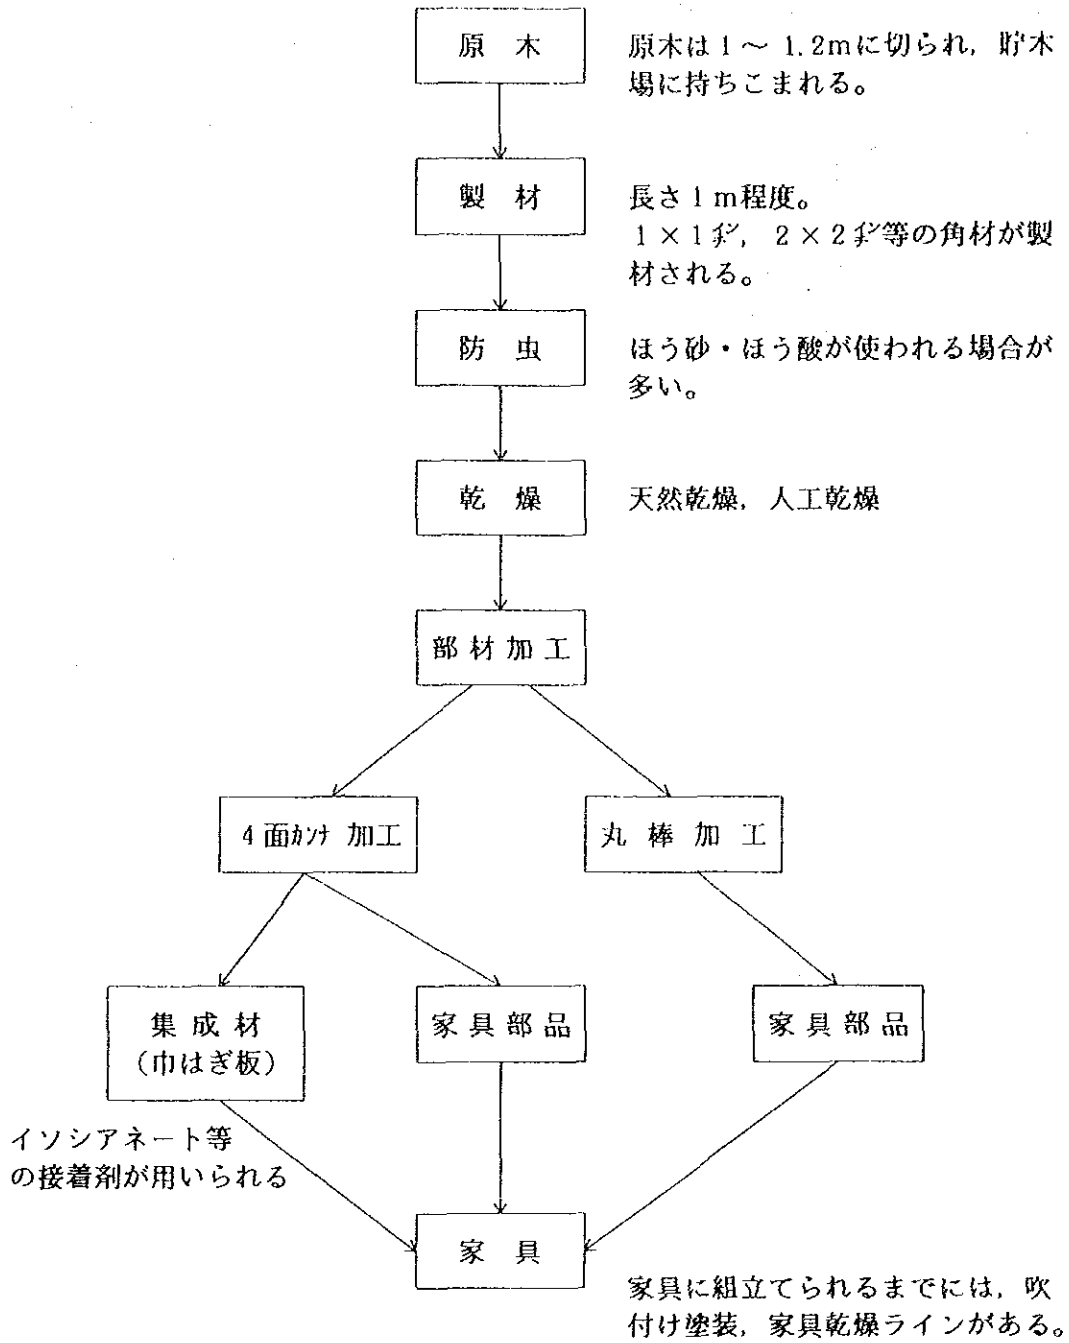 原木
原木は1～1.2mに切られ，貯木
場に持ちこまれる。
製材
長さ1m程度。
1×1インチ，2×2インチ等の角材が製
材される。
防虫
ほう砂・ほう酸が使われる場合が
多い。
乾燥
天然乾燥，人工乾燥
部材加工
4面カンナ加工
丸棒加工
集成材
（巾はぎ板）
家具部品
家具部品
イソシアネート等
の接着剤が用いられる
家具
家具に組立てられるまでには，吹
付け塗装，家具乾燥ラインがある。